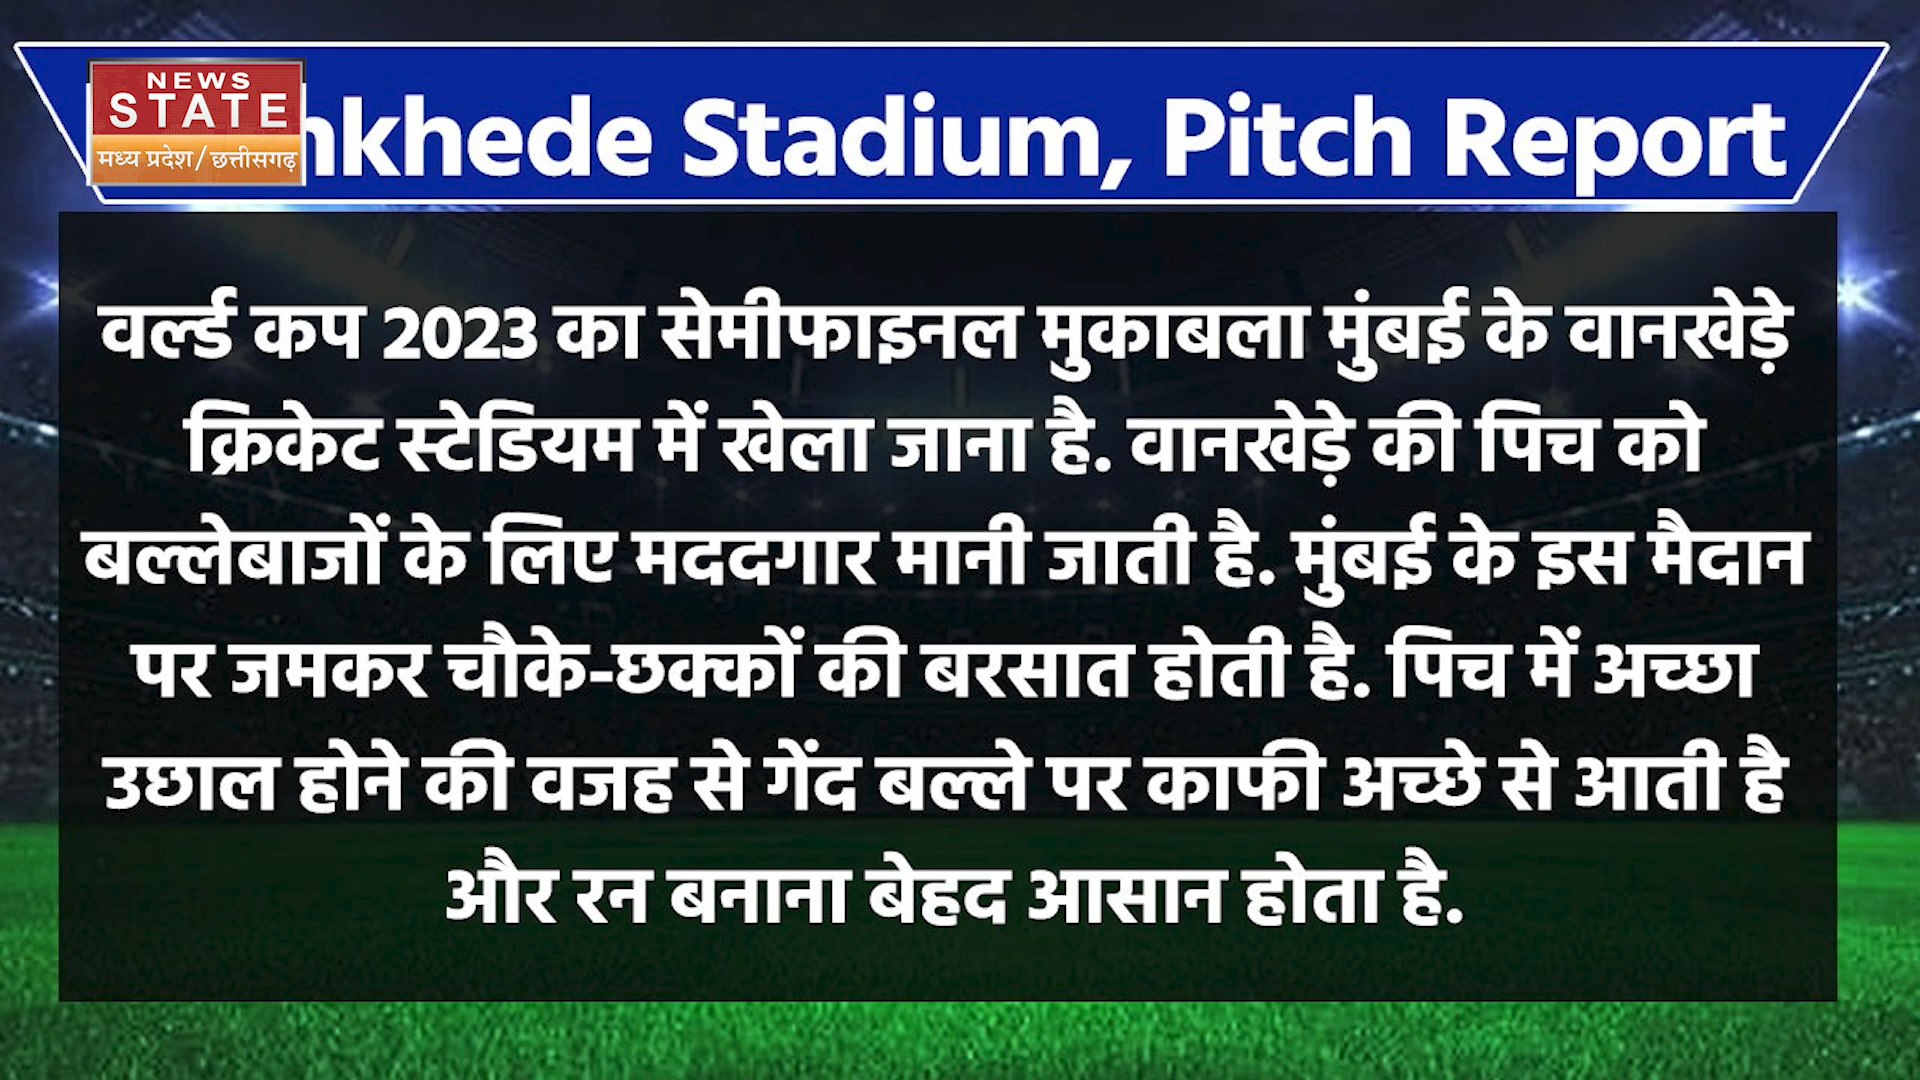 NEWS
STATE
मध्य प्रदेश/छत्तीसगढ़
nkhede Stadium, Pitch Report
वर्ल्ड कप 2023 का सेमीफाइनल मुकाबला मुंबई के वानखेड़े
क्रिकेट स्टेडियम में खेला जाना है. वानखेड़े की पिच को
बल्लेबाजों के लिए मददगार मानी जाती है. मुंबई के इस मैदान
पर जमकर चौके-छक्कों की बरसात होती है. पिच में अच्छा
उछाल होने की वजह से गेंद बल्ले पर काफी अच्छे से आती है
और रन बनाना बेहद आसान होता है.